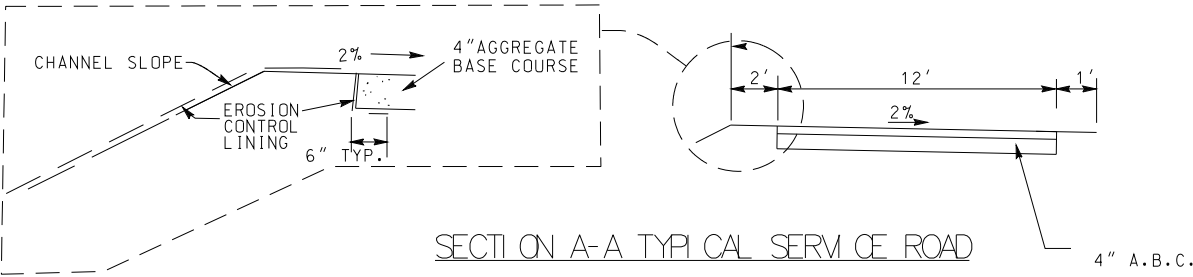 CHANNEL SLOPE
2%
4"AGGREGATE
BASE COURSE
EROSION
CONTROL
LINING
6" TYP.
2'
12'
1'
2%
SECTION A-A TYPICAL SERVICE ROAD
4" A.B.C.